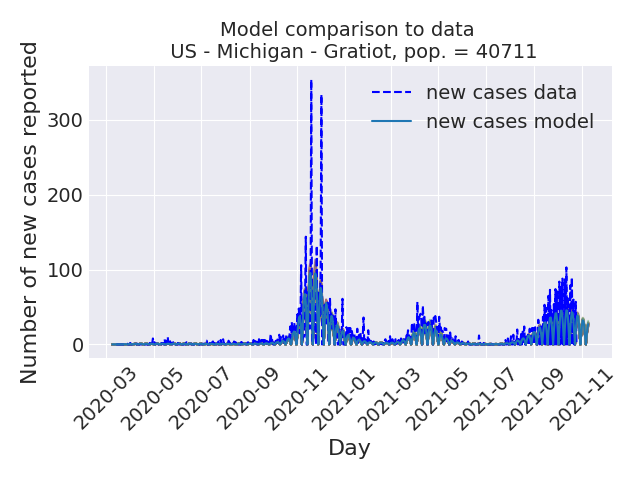 Model comparison to data
US - Michigan - Gratiot, pop. = 40711
Number of new cases reported
300
200
100
0
new cases data
new cases model
2020-03
2020-05
2020-07
2020-09
2020-11
2021-01
2021-03
2021-05
2021-07
2021-09
2021-11
Day